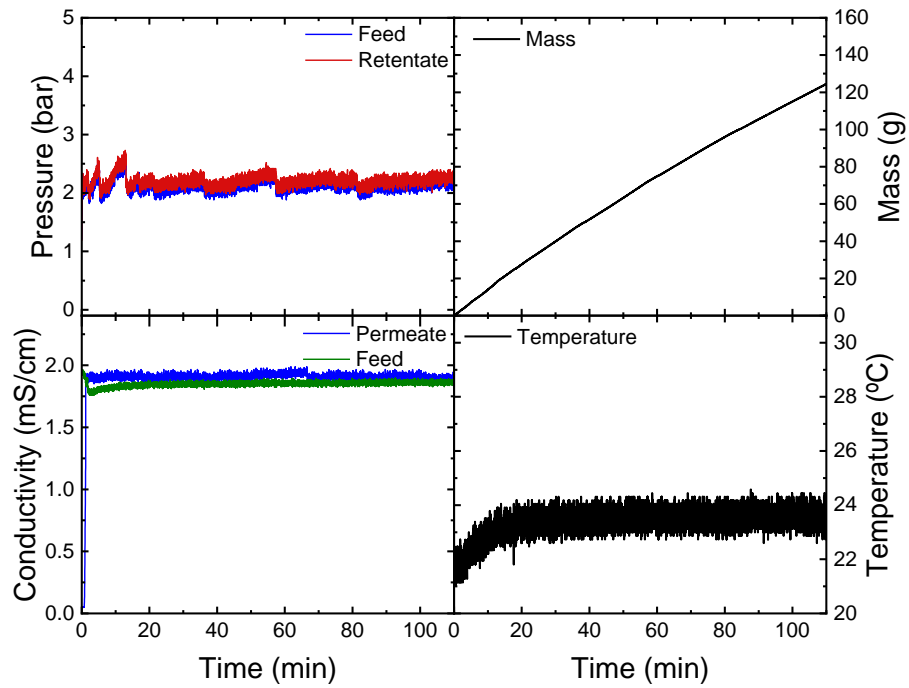 Feed
Retentate
Pressure (bar)
5
4
3
2
1
0
Mass
160
140
120
100
80
60
40
20
0
Mass (g)
Permeate
Feed
Conductivity (mS/cm)
2.0
1.5
1.0
0.5
0.0
0 20 40 60 80 100
Time (min)
Temperature
30
28
26
24
22
20
Temperature (ºC)
0 20 40 60 80 100
Time (min)